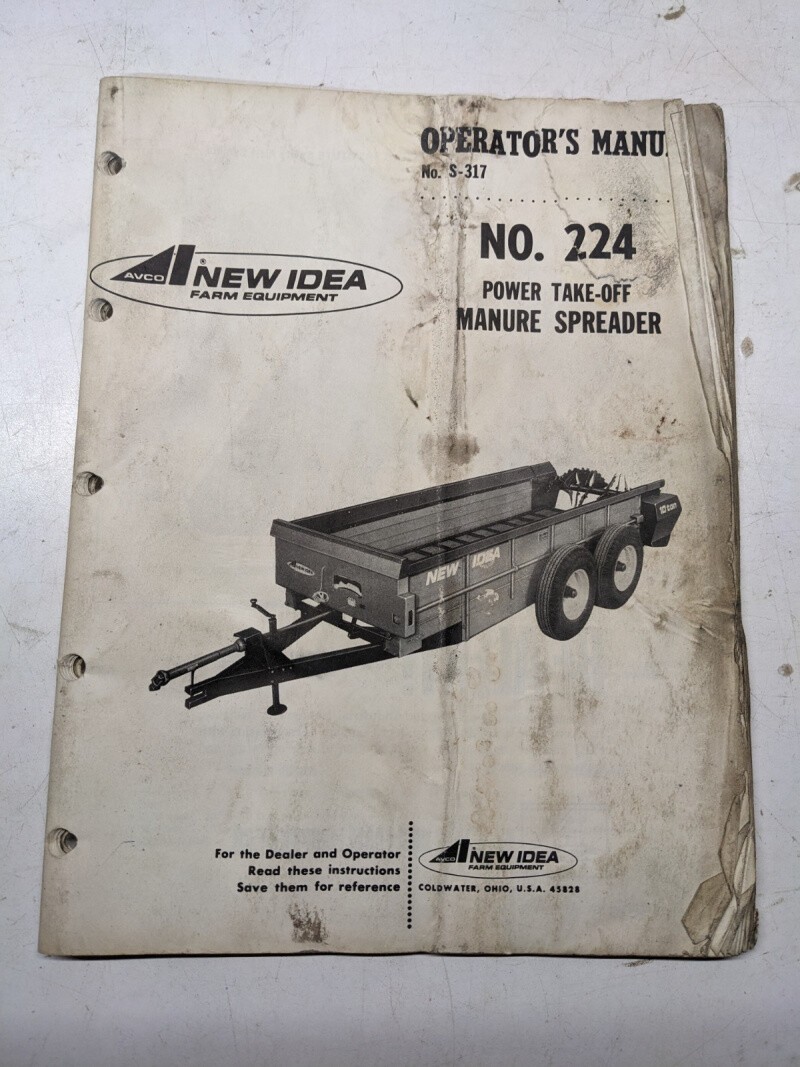 OPERATOR'S MANU
No. S-317
AVCO NEW IDEA ®
FARM EQUIPMENT
NO. 224
POWER TAKE-OFF
MANURE SPREADER
10 ton
NEW IDEA
For the Dealer and Operator
Read these instructions
Save them for reference
AVCO NEW IDEA ®
FARM EQUIPMENT
COLDWATER, OHIO, U.S.A. 45828